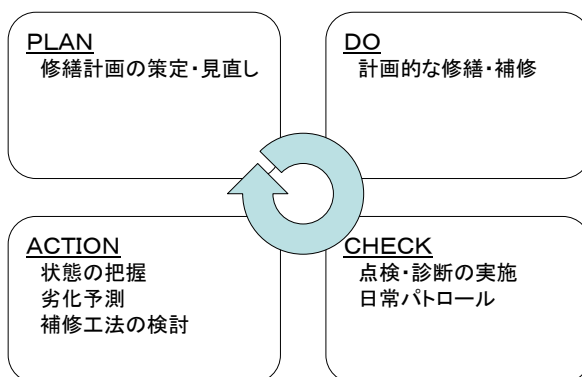 PLAN
修繕計画の策定・見直し
DO
計画的な修繕・補修
ACTION
状態の把握
劣化予測
補修工法の検討
CHECK
点検・診断の実施
日常パトロール